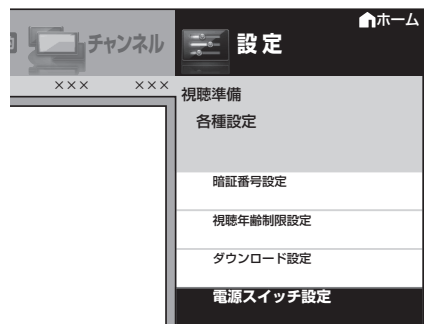 ホーム
チャンネル
設定
××× ×××
視聴準備
各種設定
暗証番号設定
視聴年齢制限設定
ダウンロード設定
電源スイッチ設定